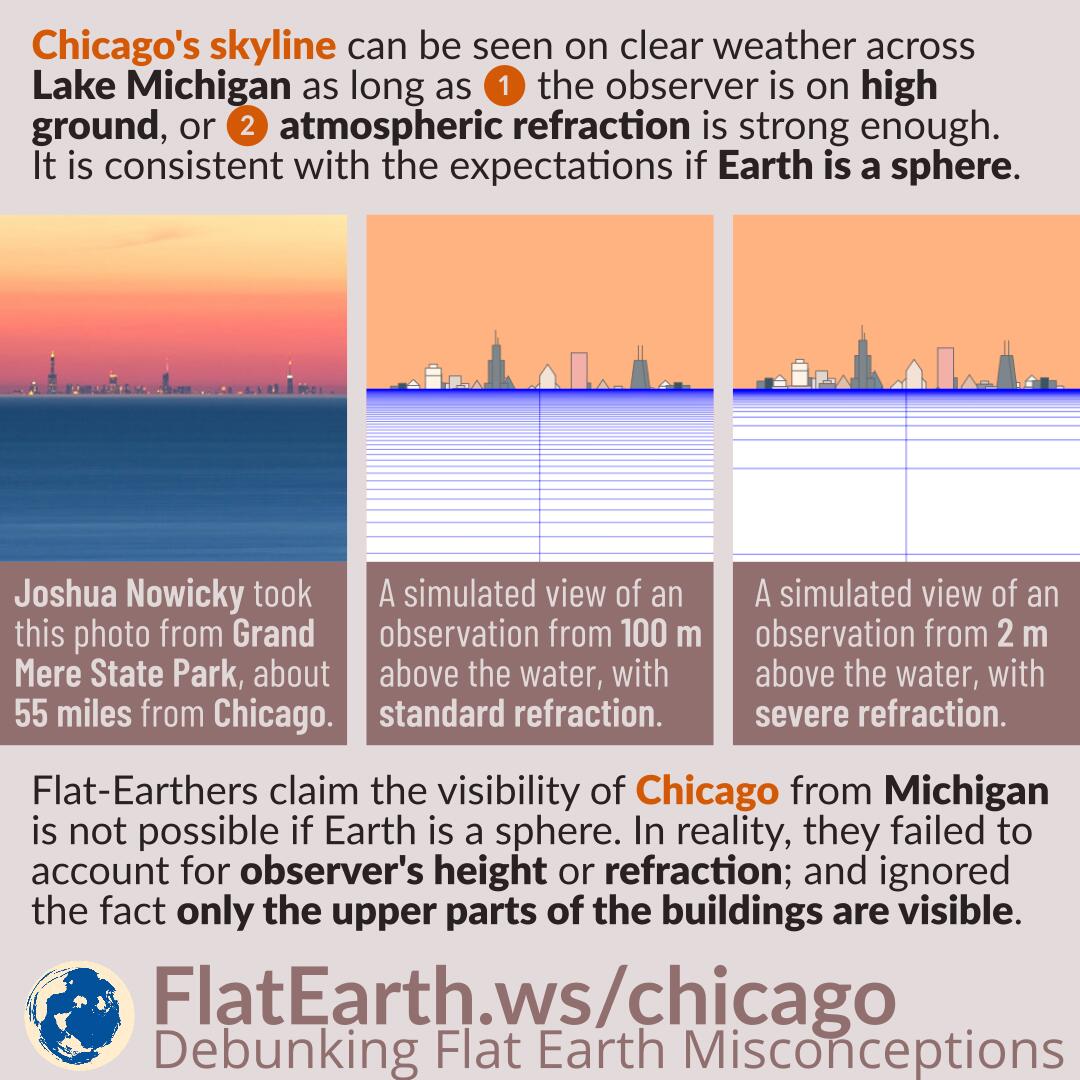 Chicago's skyline can be seen on clear weather across
Lake Michigan as long as 1 the observer is on high
ground, or 2 atmospheric refraction is strong enough.
It is consistent with the expectations if Earth is a sphere.
Joshua Nowicky took
this photo from Grand
Mere State Park, about
55 miles from Chicago.
A simulated view of an
observation from 100 m
above the water, with
standard refraction.
A simulated view of an
observation from 2 m
above the water, with
severe refraction.
Flat-Earthers claim the visibility of Chicago from Michigan
is not possible if Earth is a sphere. In reality, they failed to
account for observer's height or refraction; and ignored
the fact only the upper parts of the buildings are visible.
FlatEarth.ws/chicago
Debunking Flat Earth Misconceptions